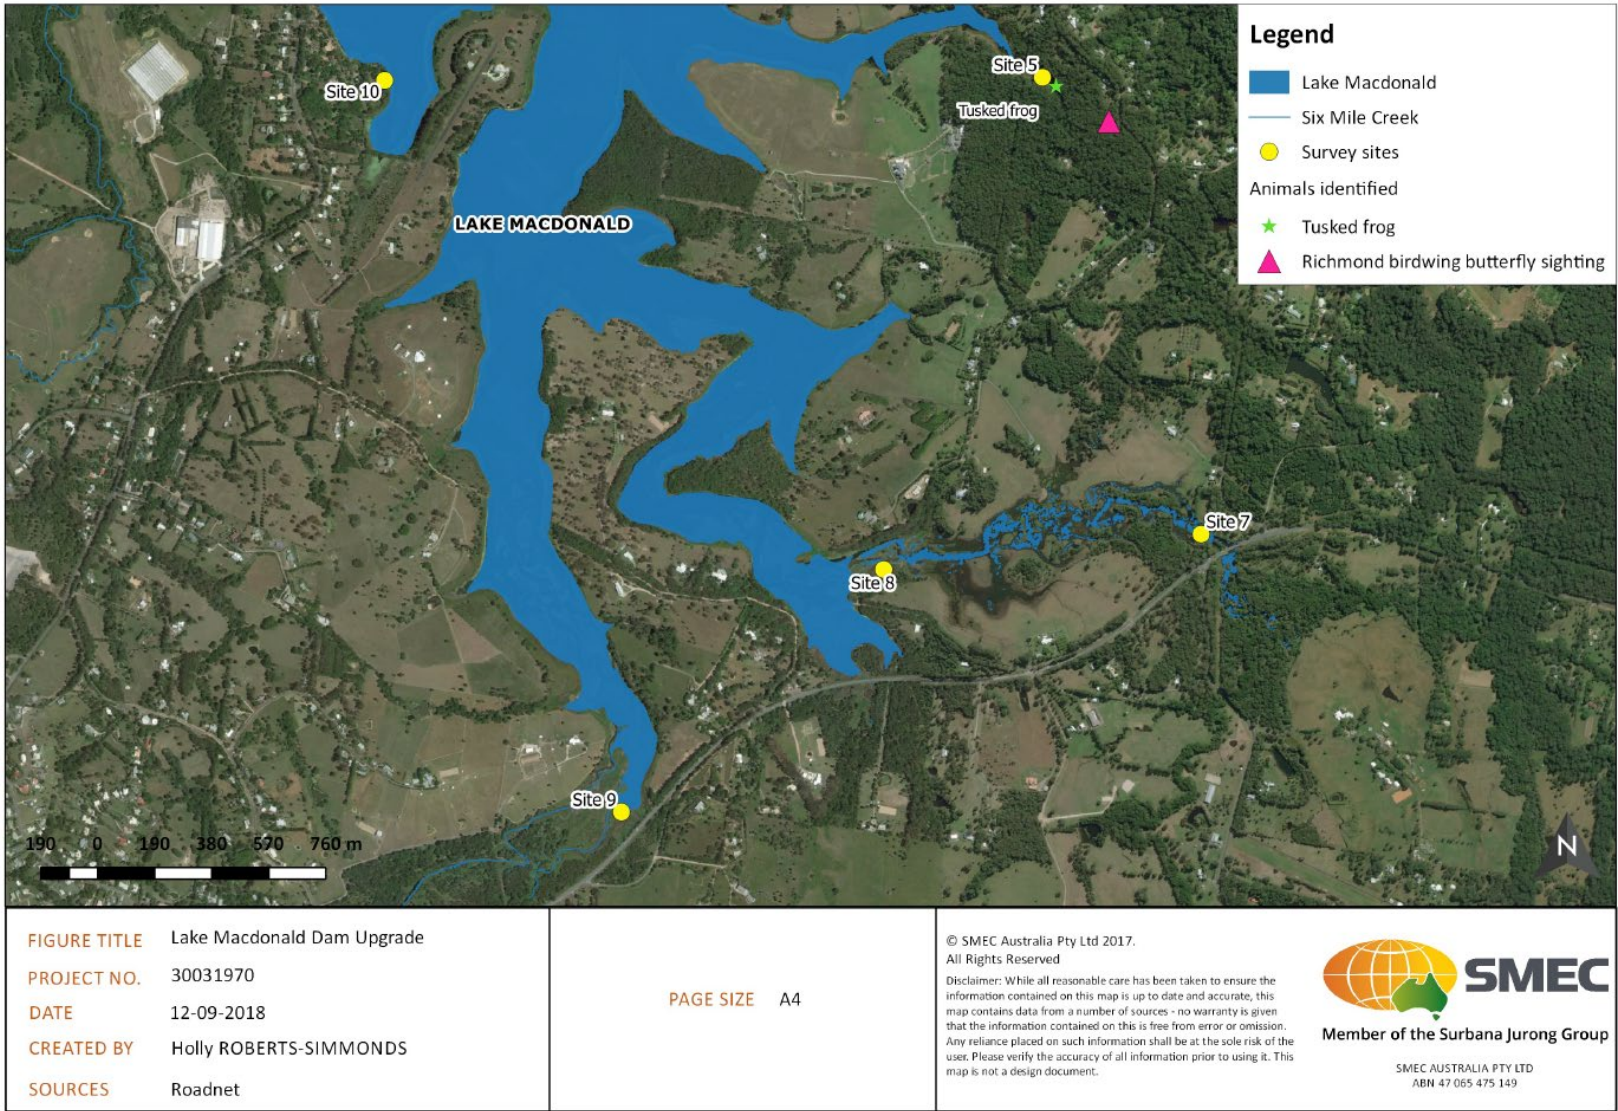 Site 10
Site 5
Tusked frog
LAKE MACDONALD
Site 7
Site 8
Site 9
190 0 190 380 570 760 m
N
Legend
Lake Macdonald
Six Mile Creek
Survey sites
Animals identified
Tusked frog
Richmond birdwing butterfly sighting
FIGURE TITLE Lake Macdonald Dam Upgrade
PROJECT NO. 30031970
DATE 12-09-2018
CREATED BY Holly ROBERTS-SIMMONDS
SOURCES Roadnet
PAGE SIZE A4
© SMEC Australia Pty Ltd 2017.
All Rights Reserved
Disclaimer: While all reasonable care has been taken to ensure the
information contained on this map is up to date and accurate, this
map contains data from a number of sources - no warranty is given
that the information contained on this is free from error or omission.
Any reliance placed on such information shall be at the sole risk of the
user. Please verify the accuracy of all information prior to using it. This
map is not a design document.
SMEC
Member of the Surbana Jurong Group
SMEC AUSTRALIA PTY LTD
ABN 47 065 475 149